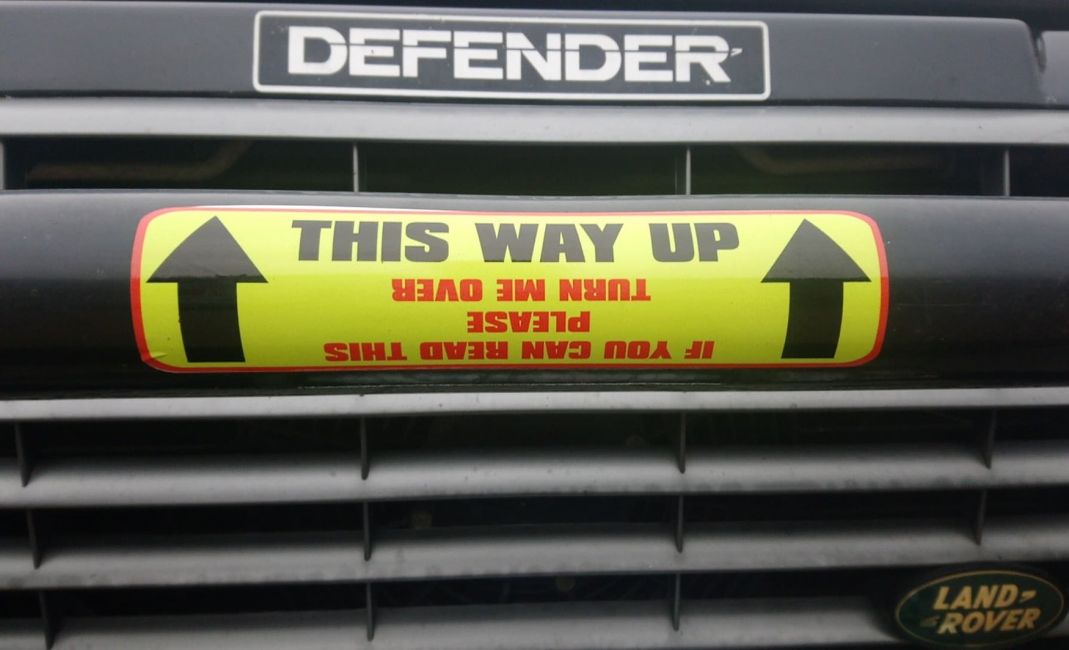 DEFENDER
THIS WAY UP
IF YOU CAN READ THIS
PLEASE
TURN ME OVER
LAND-
ROVER